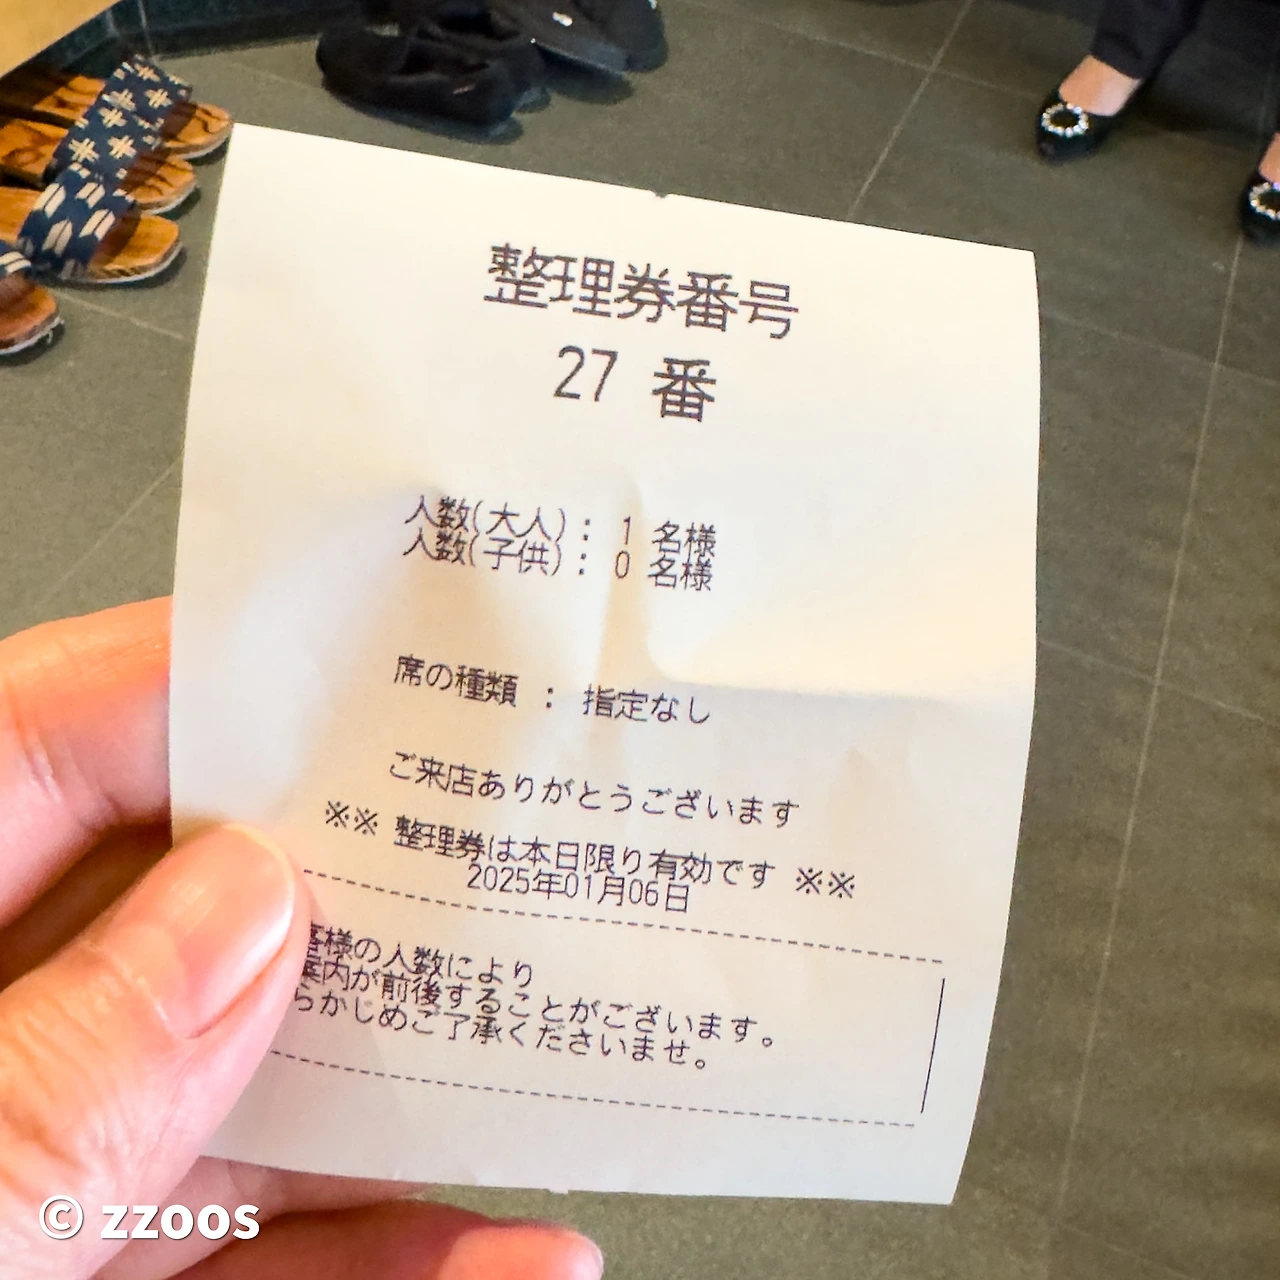 整理券番号
27 番
人数(大人) : 1 名様
人数(子供) : 0 名様
席の種類 : 指定なし
ご来店ありがとうございます
※※ 整理券は本日限り有効です ※※
2025年01月06日
客様の人数により
案内が前後することがございます。
らかじめご了承くださいませ。
© zzoos